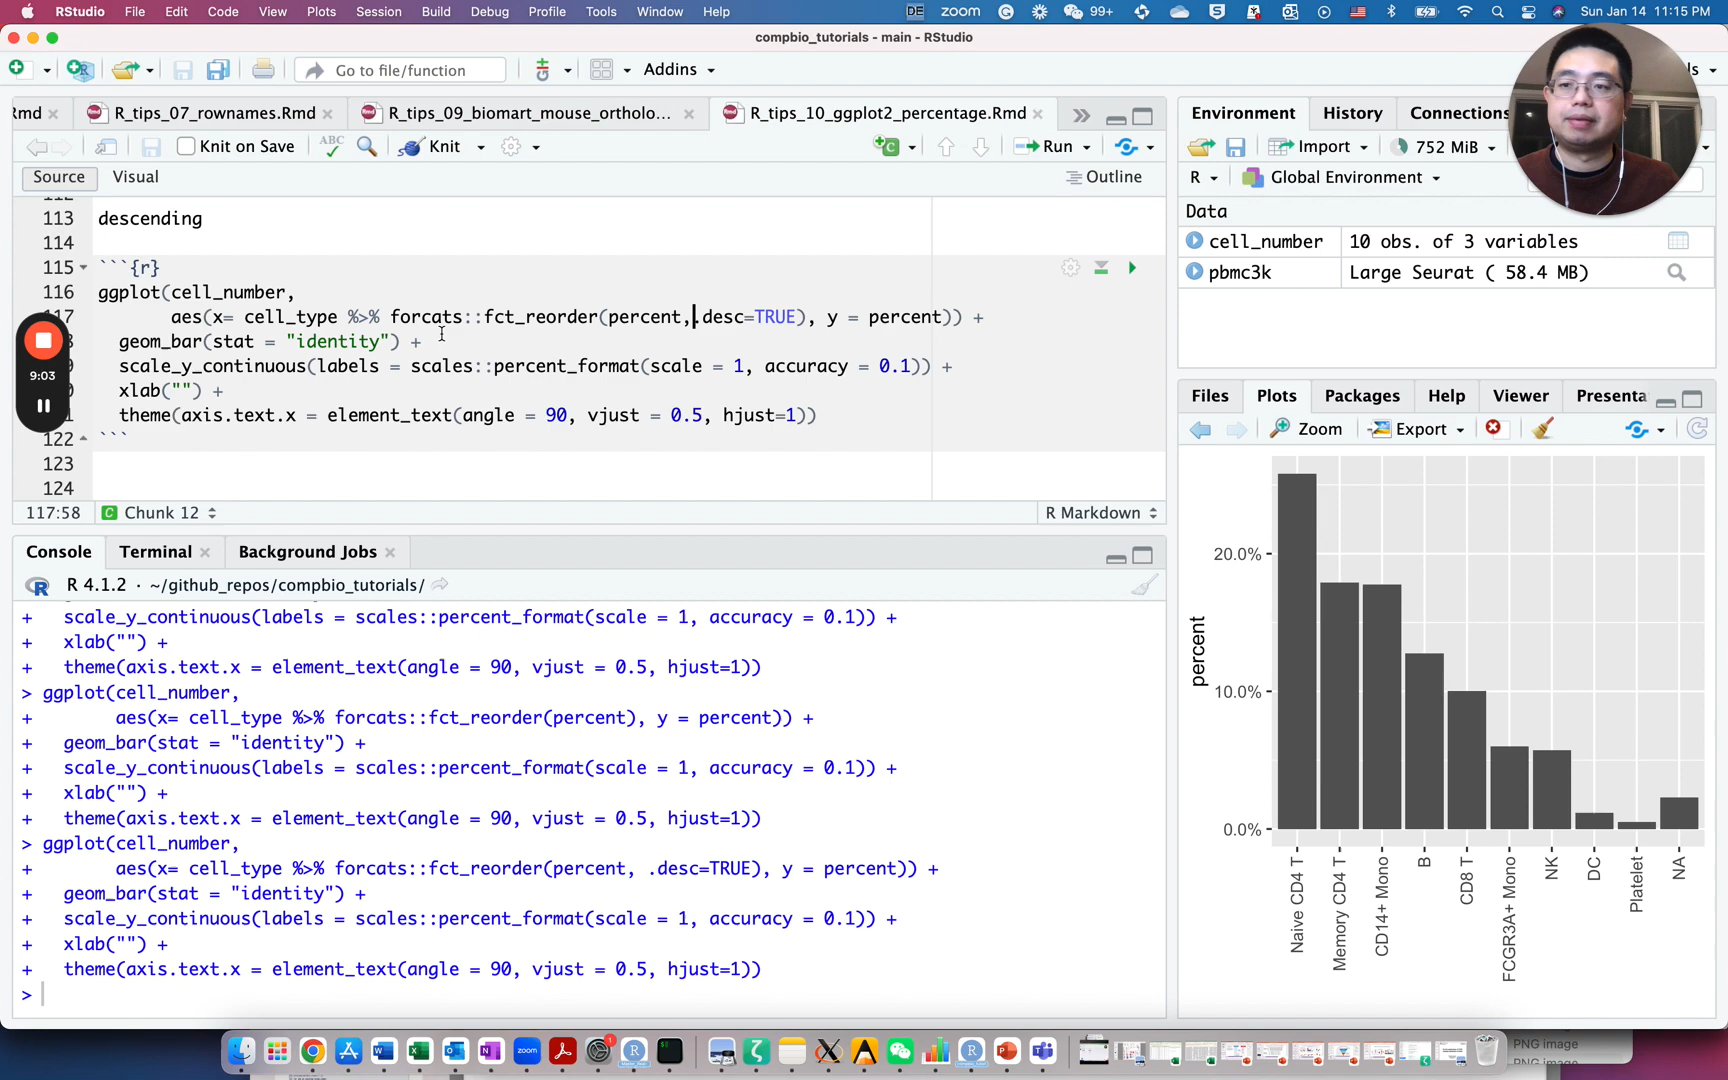 RStudio File Edit Code View Plots Session Build Debug Profile Tools Window Help
DE zoom 99+ Sun Jan 14 11:15 PM
compbio_tutorials - main - RStudio
Go to file/function Addins
Rmd R_tips_07_rownames.Rmd R_tips_09_biomart_mouse_ortholo... R_tips_10_ggplot2_percentage.Rmd
Knit on Save ABC Knit Run
Source Visual Outline
112
113 descending
114
115 ```{r}
116 ggplot(cell_number,
17 aes(x= cell_type %>% forcats::fct_reorder(percent,.desc=TRUE), y = percent)) +
8 geom_bar(stat = "identity") +
9 scale_y_continuous(labels = scales::percent_format(scale = 1, accuracy = 0.1)) +
0 xlab("") +
1 theme(axis.text.x = element_text(angle = 90, vjust = 0.5, hjust=1))
122 ```
123
124
9:03
117:58 Chunk 12 R Markdown
Console Terminal Background Jobs
R 4.1.2 · ~/github_repos/compbio_tutorials/
+ scale_y_continuous(labels = scales::percent_format(scale = 1, accuracy = 0.1)) +
+ xlab("") +
+ theme(axis.text.x = element_text(angle = 90, vjust = 0.5, hjust=1))
> ggplot(cell_number,
+ aes(x= cell_type %>% forcats::fct_reorder(percent), y = percent)) +
+ geom_bar(stat = "identity") +
+ scale_y_continuous(labels = scales::percent_format(scale = 1, accuracy = 0.1)) +
+ xlab("") +
+ theme(axis.text.x = element_text(angle = 90, vjust = 0.5, hjust=1))
> ggplot(cell_number,
+ aes(x= cell_type %>% forcats::fct_reorder(percent, .desc=TRUE), y = percent)) +
+ geom_bar(stat = "identity") +
+ scale_y_continuous(labels = scales::percent_format(scale = 1, accuracy = 0.1)) +
+ xlab("") +
+ theme(axis.text.x = element_text(angle = 90, vjust = 0.5, hjust=1))
>
Environment History Connections
Import 752 MiB
R Global Environment
Data
cell_number 10 obs. of 3 variables
pbmc3k Large Seurat ( 58.4 MB)
Files Plots Packages Help Viewer Presenta
Zoom Export
percent
20.0%
10.0%
0.0%
Naive CD4 T
Memory CD4 T
CD14+ Mono
B
CD8 T
FCGR3A+ Mono
NK
DC
Platelet
NA
zoom
PNG image